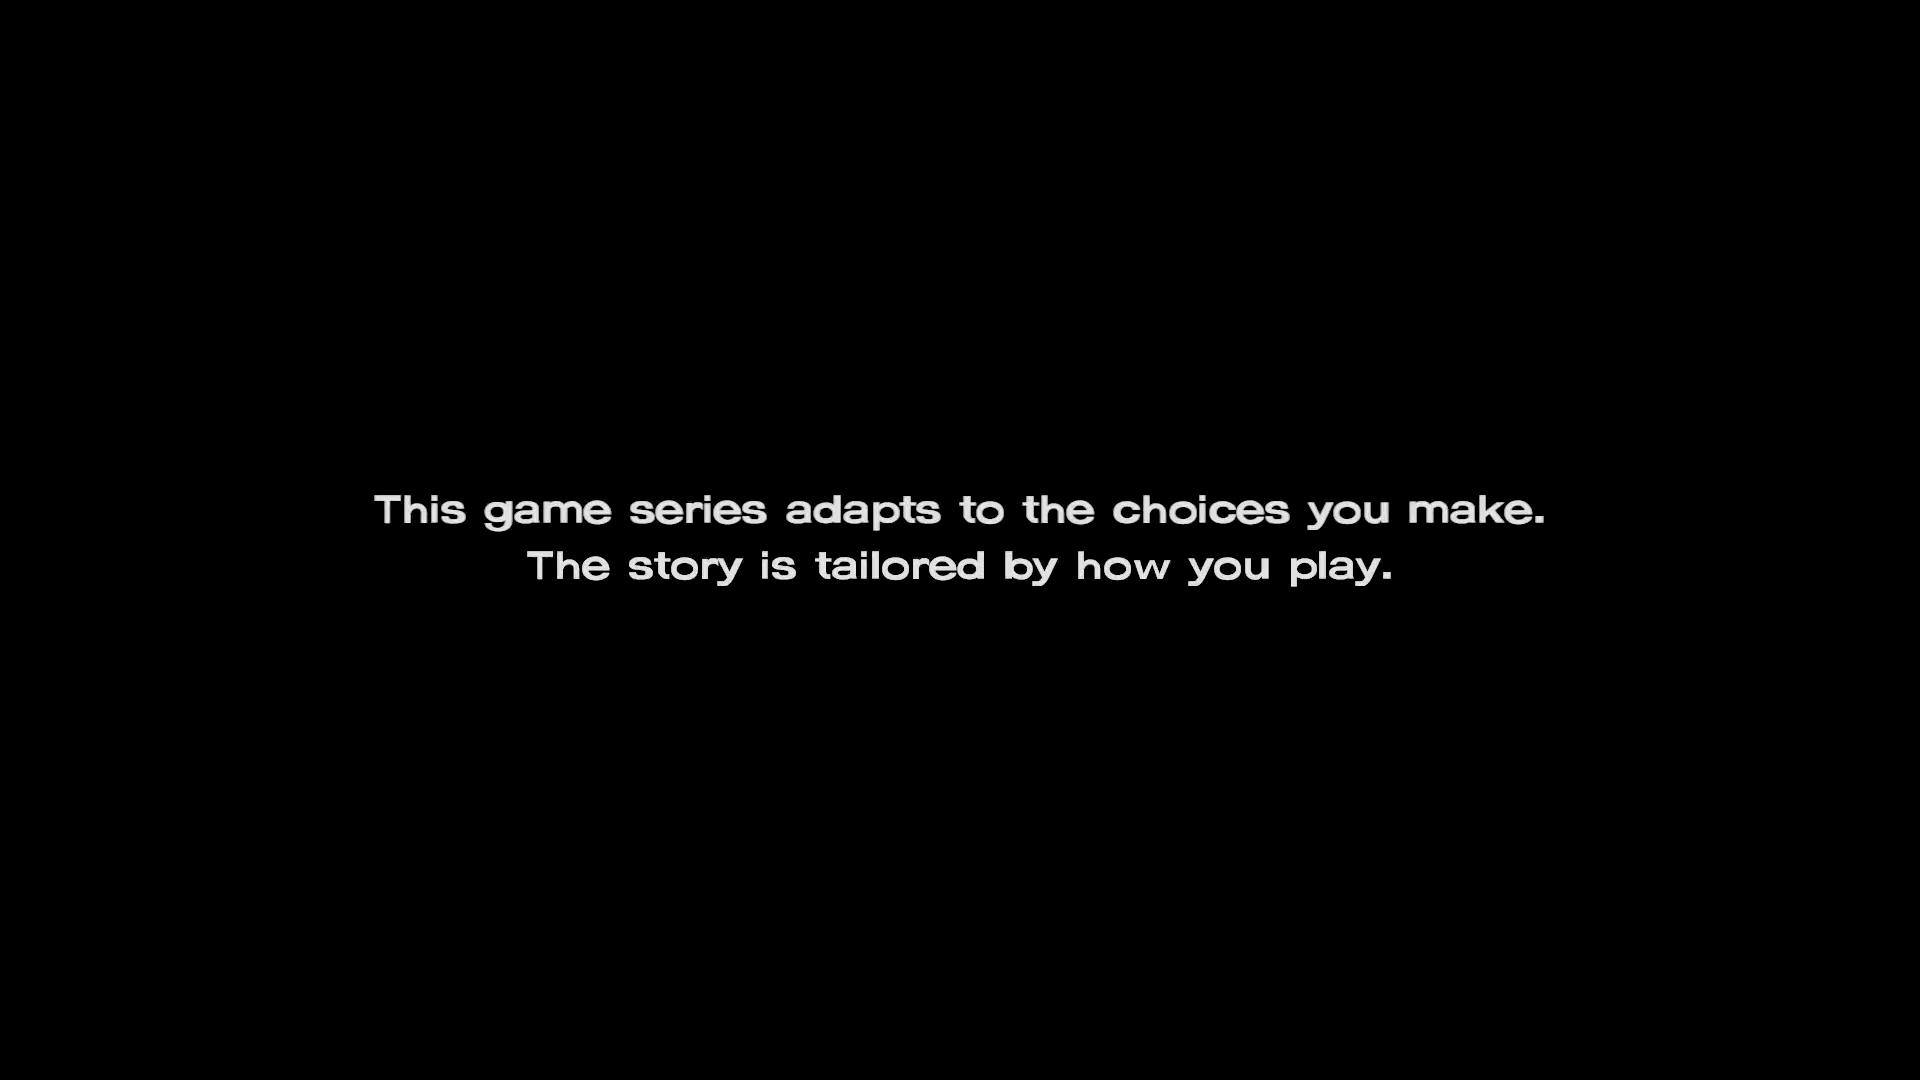 This game series adapts to the choices you make.
The story is tailored by how you play.